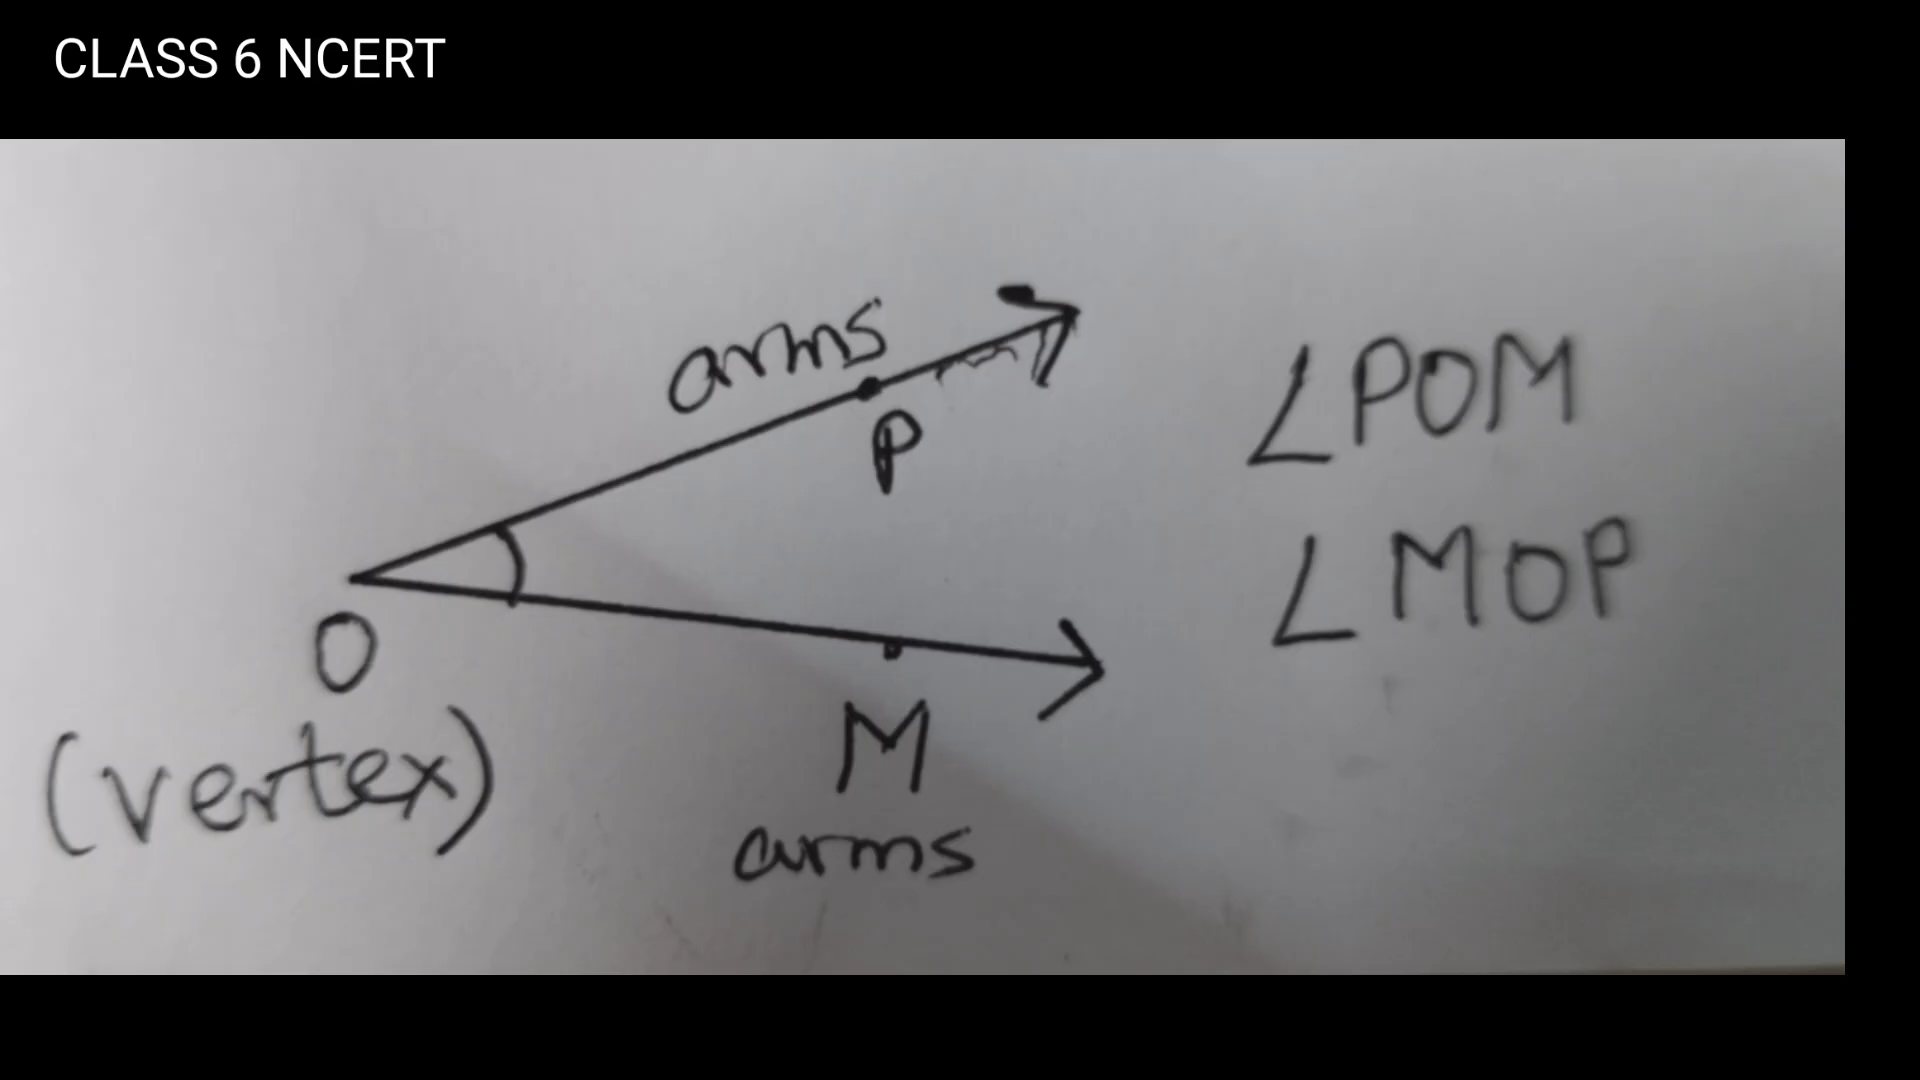 CLASS 6 NCERT
arms
P
∠POM
∠MOP
O
(vertex)
M
arms